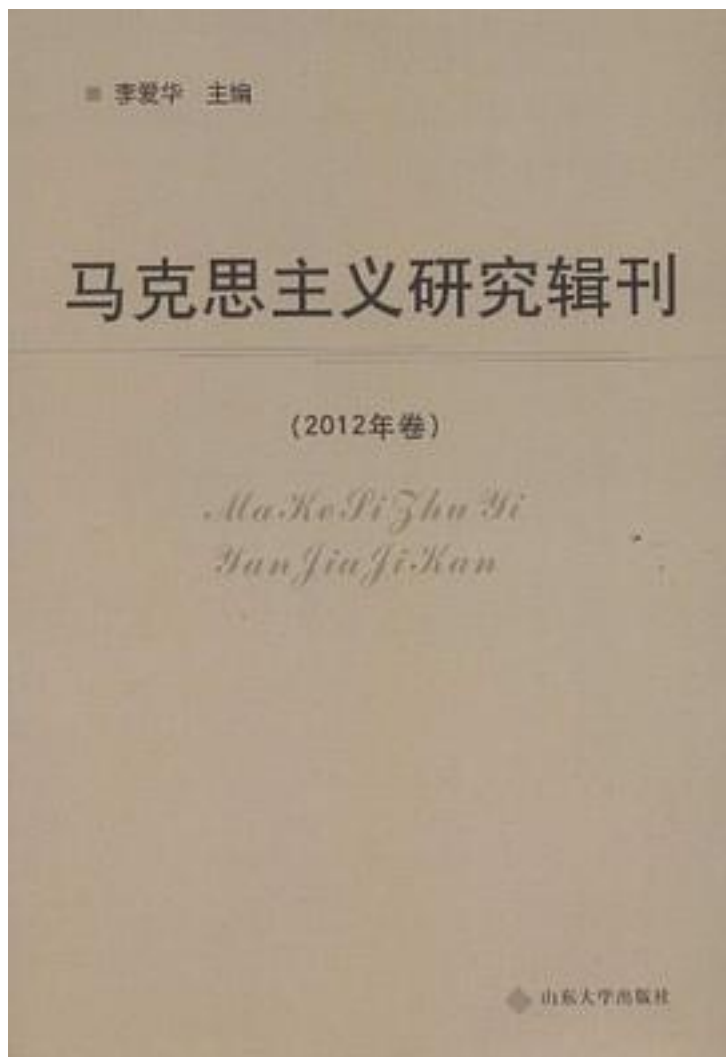 李爱华 主编
马克思主义研究辑刊
(2012年卷)
MaKeSiZhuYi
YanJiuJiKan
山东大学出版社